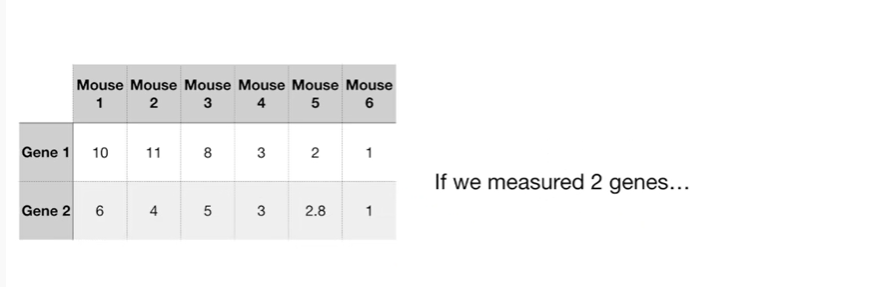 Mouse Mouse Mouse Mouse Mouse Mouse
1 2 3 4 5 6
Gene 1 10 11 8 3 2 1
If we measured 2 genes...
Gene 2 6 4 5 3 2.8 1